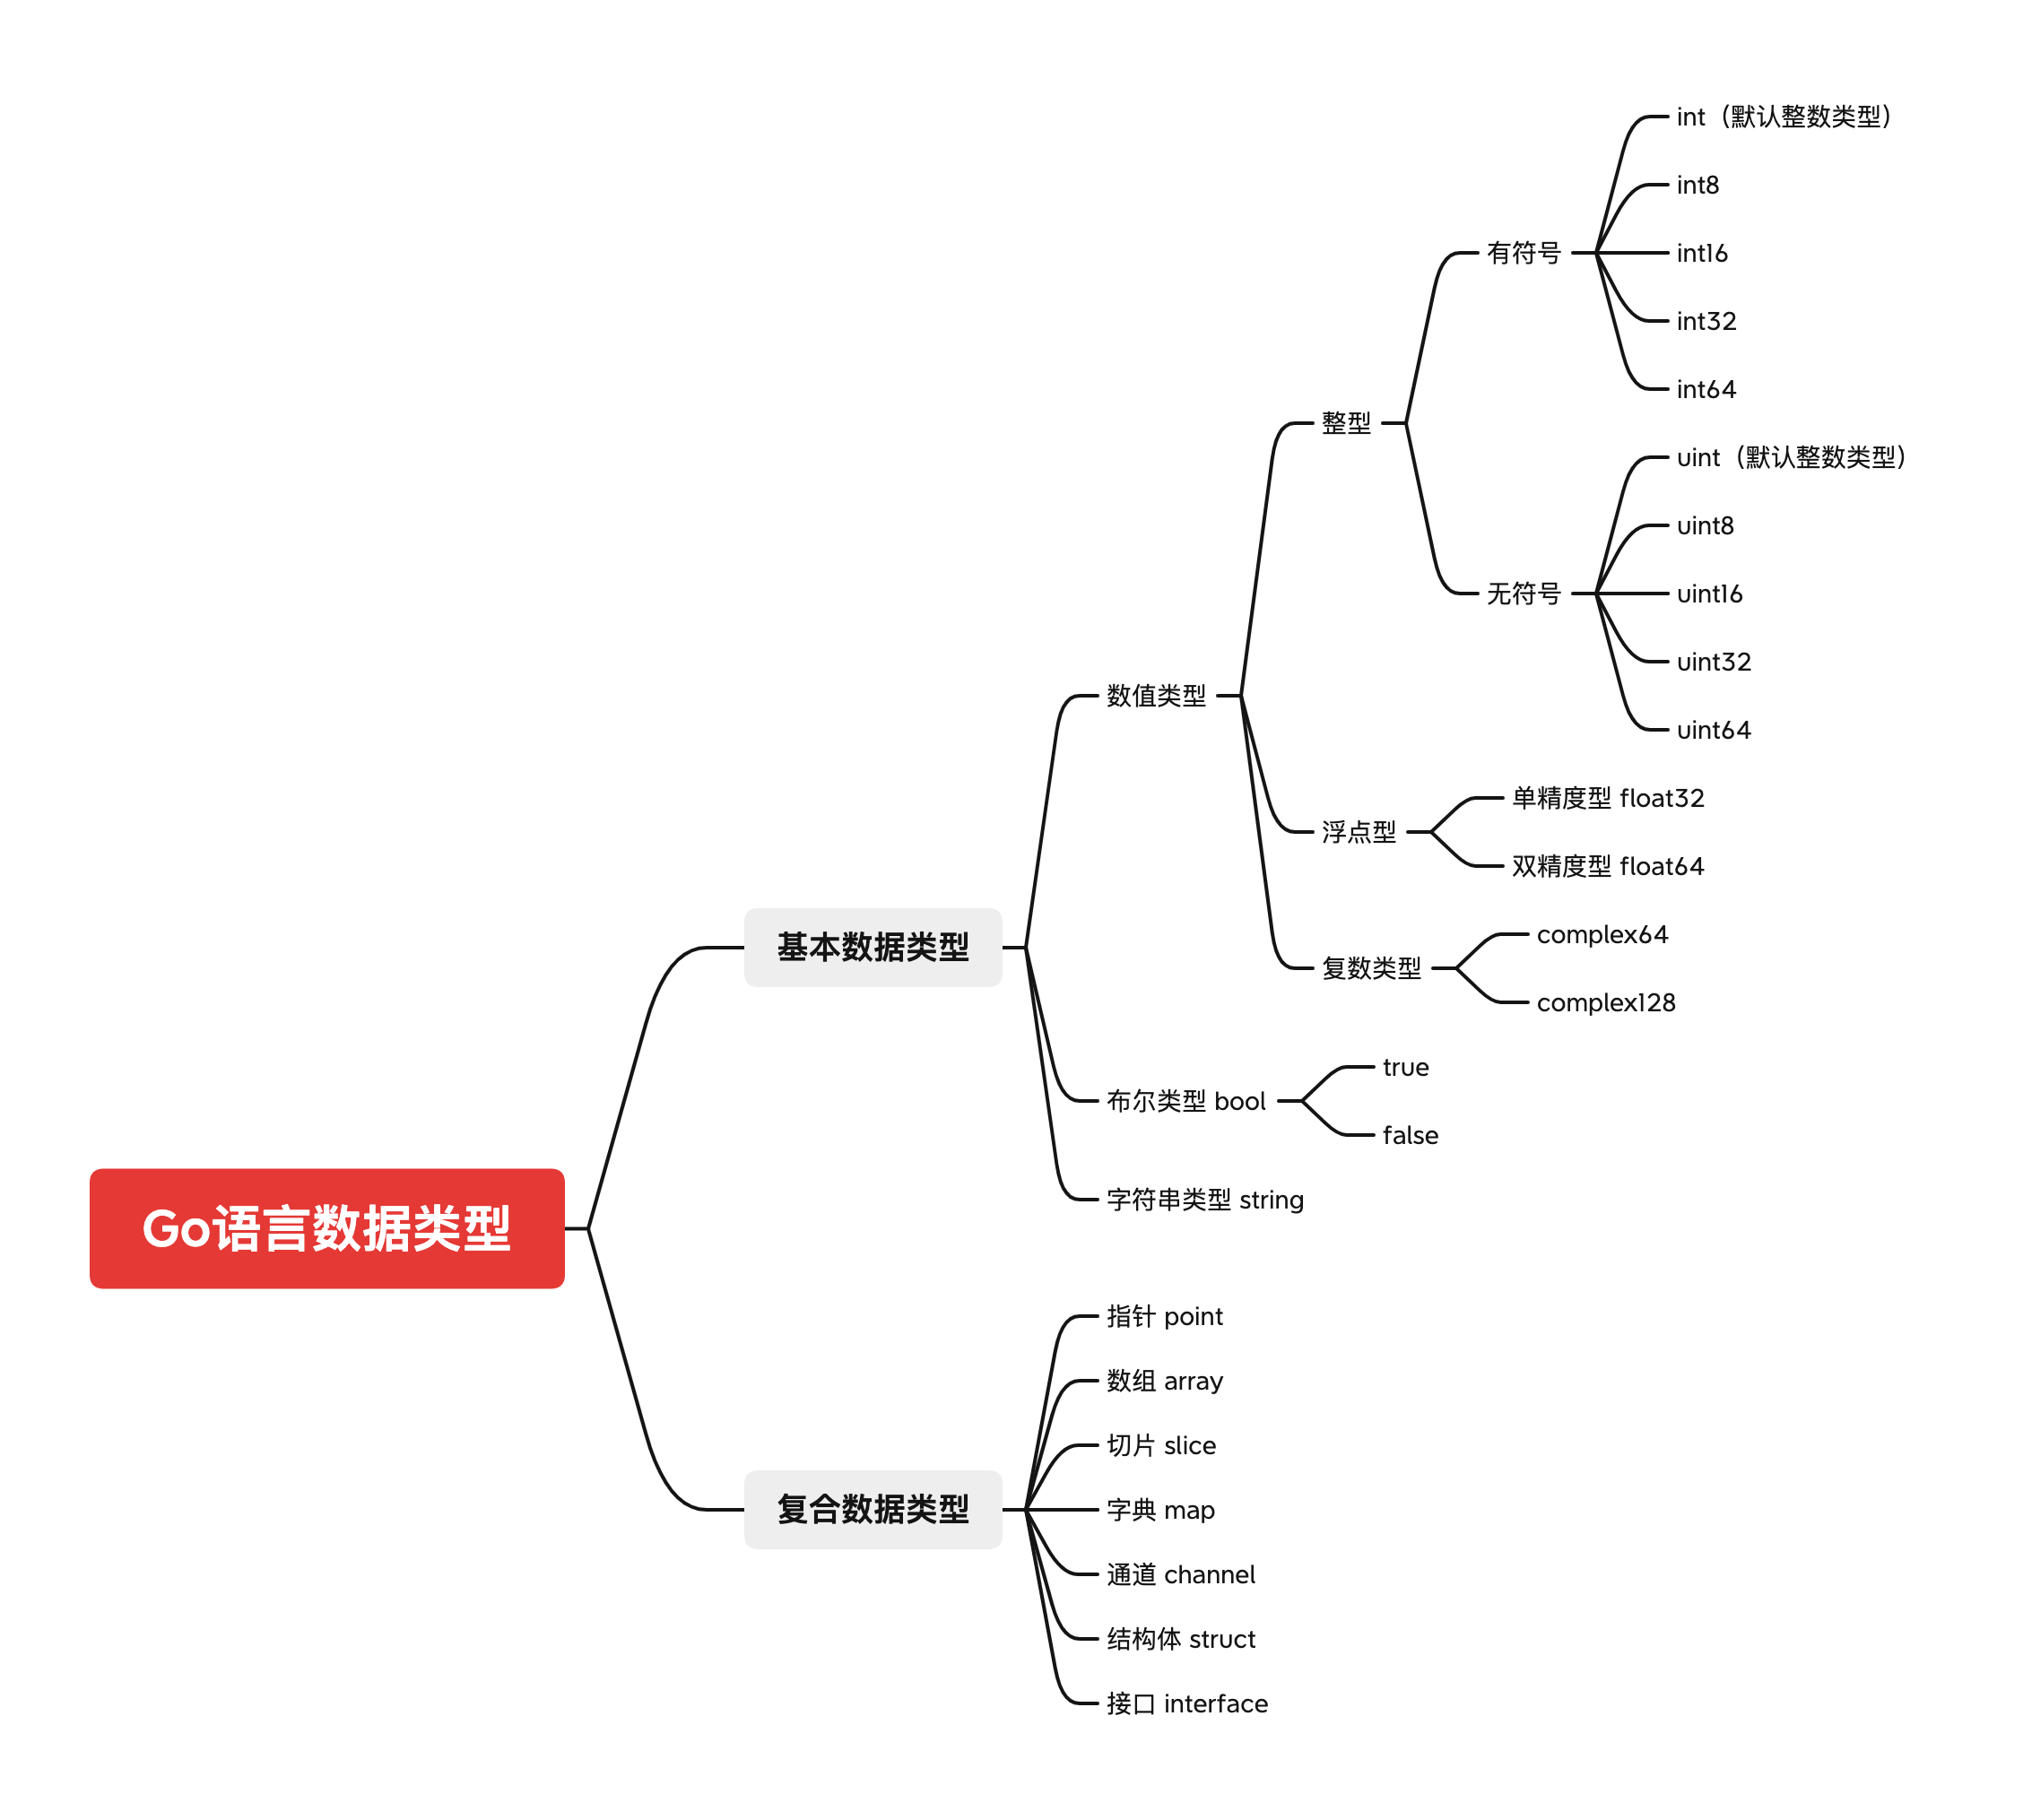 Go语言数据类型
基本数据类型
数值类型
整型
有符号
int（默认整数类型）
int8
int16
int32
int64
无符号
uint（默认整数类型）
uint8
uint16
uint32
uint64
浮点型
单精度型 float32
双精度型 float64
复数类型
complex64
complex128
布尔类型 bool
true
false
字符串类型 string
复合数据类型
指针 point
数组 array
切片 slice
字典 map
通道 channel
结构体 struct
接口 interface